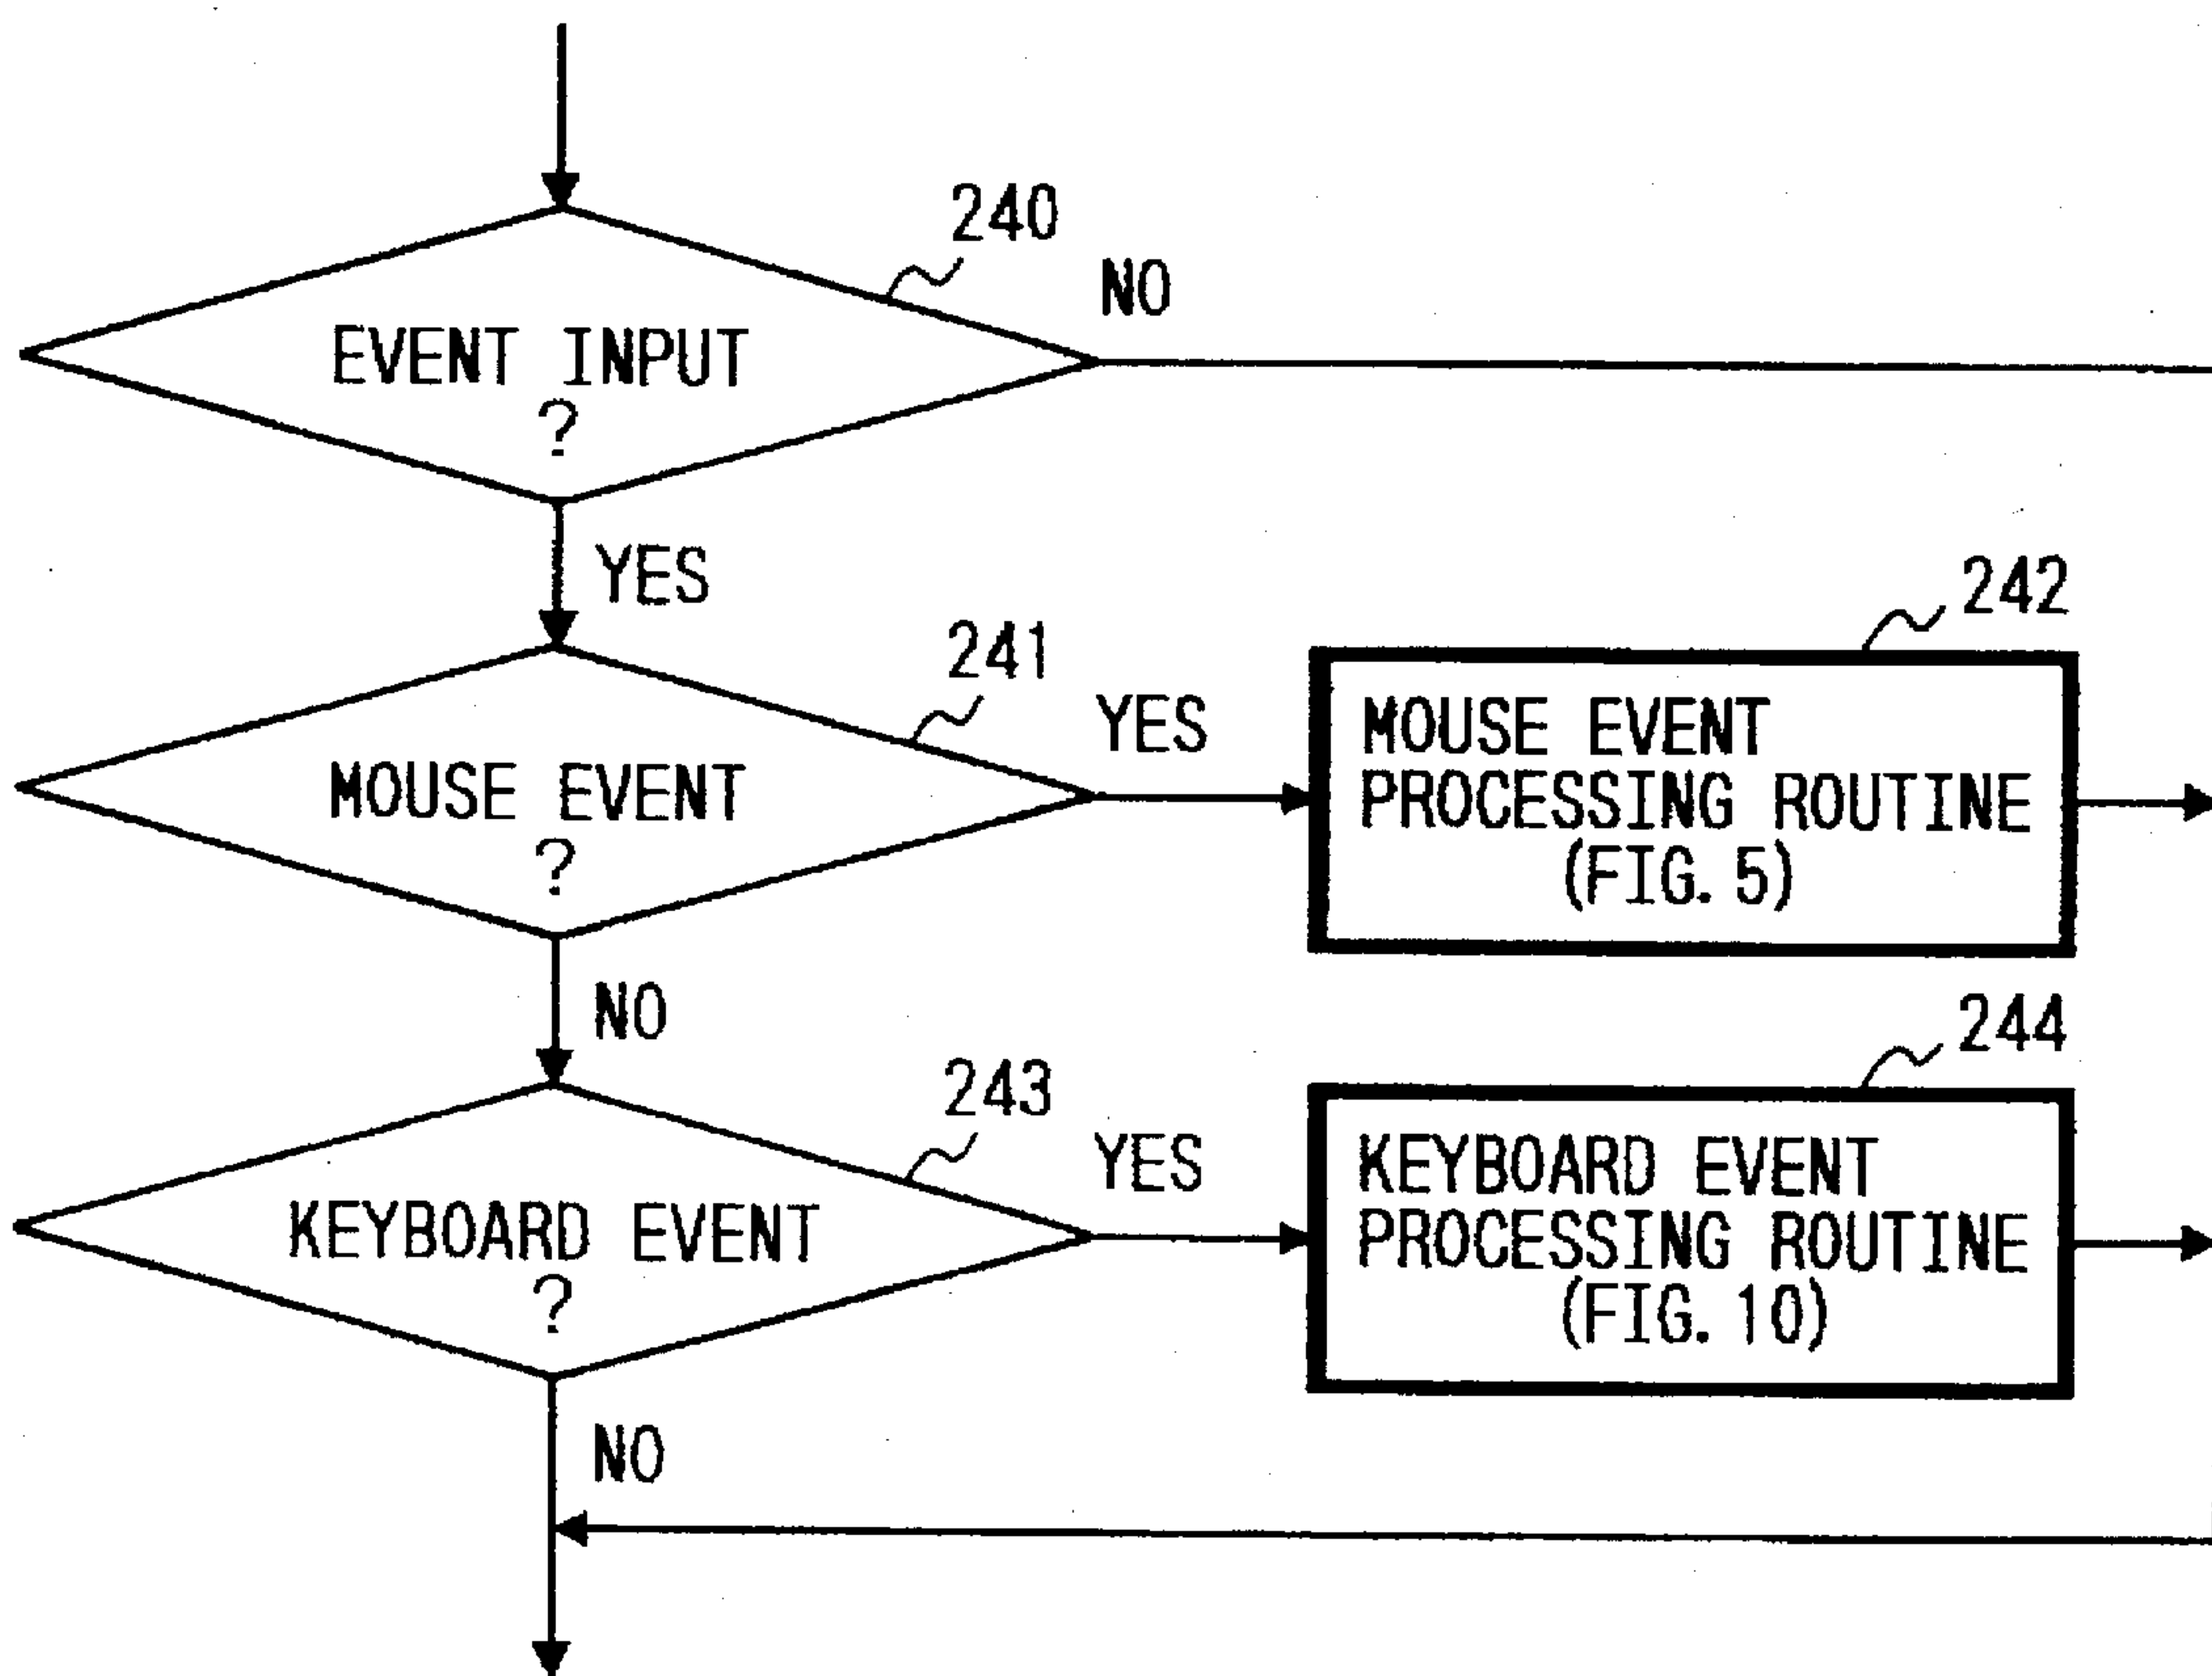 240
NO
EVENT INPUT
?
YES
241
YES
MOUSE EVENT
?
242
MOUSE EVENT
PROCESSING ROUTINE
(FIG. 5)
NO
243
YES
KEYBOARD EVENT
?
244
KEYBOARD EVENT
PROCESSING ROUTINE
(FIG. 10)
NO